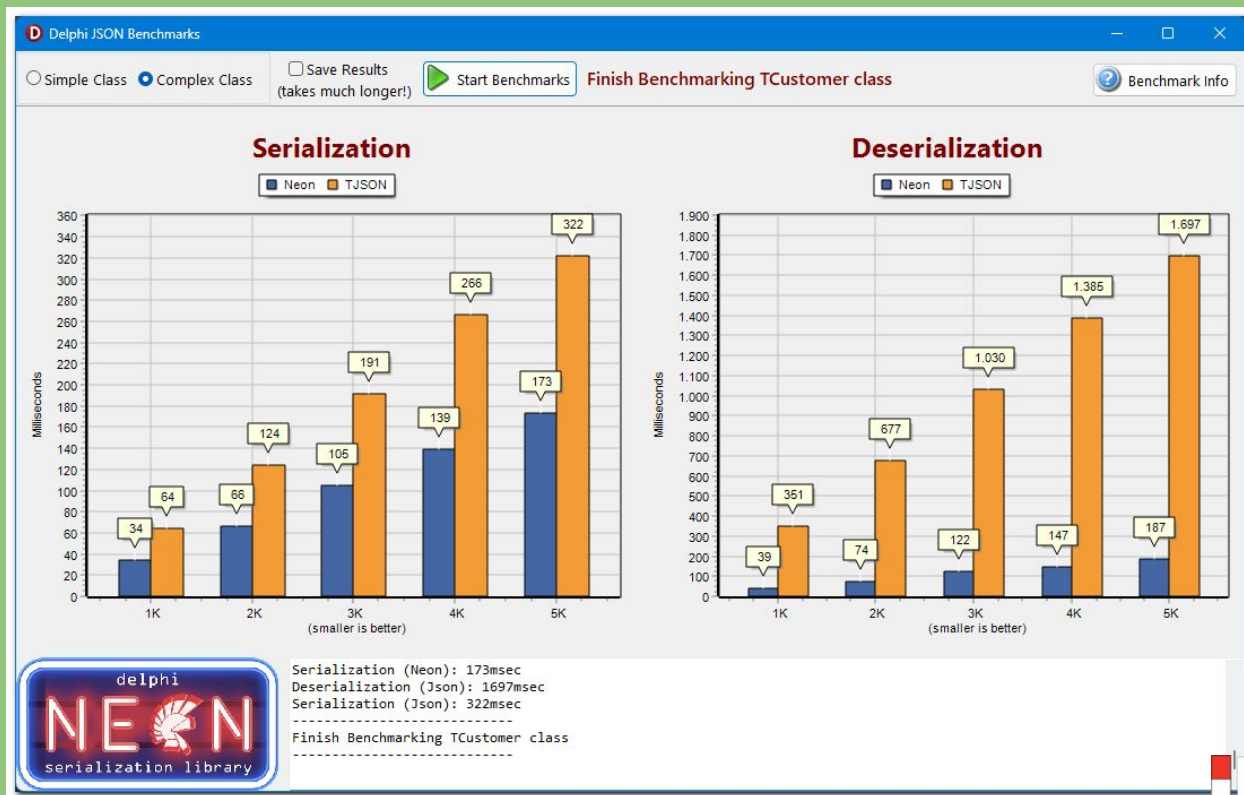 Delphi JSON Benchmarks
Simple Class Complex Class
Save Results
(takes much longer!)
Start Benchmarks
Finish Benchmarking TCustomer class
Benchmark Info
Serialization
Neon TJSON
Milliseconds
360
340
320
300
280
260
240
220
200
180
160
140
120
100
80
60
40
20
0
34
64
66
124
105
191
139
266
173
322
1K 2K 3K 4K 5K
(smaller is better)
Deserialization
Neon TJSON
Milliseconds
1.900
1.800
1.700
1.600
1.500
1.400
1.300
1.200
1.100
1.000
900
800
700
600
500
400
300
200
100
0
39
351
74
677
122
1.030
147
1.385
187
1.697
1K 2K 3K 4K 5K
(smaller is better)
delphi
NEON
serialization library
Serialization (Neon): 173msec
Deserialization (Json): 1697msec
Serialization (Json): 322msec
----------------------------
Finish Benchmarking TCustomer class
----------------------------